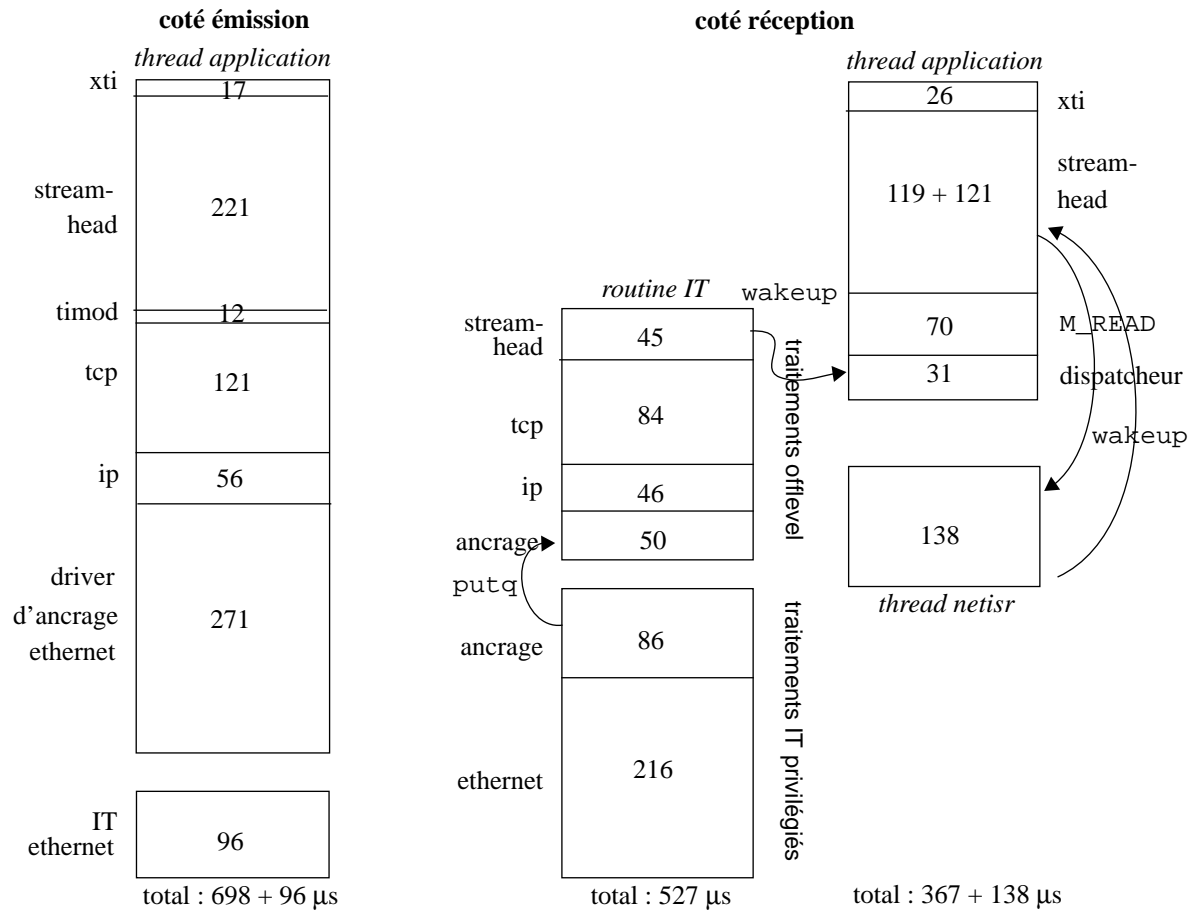 coté émission
thread application
xti
17
stream-
head
221
timod
12
tcp
121
ip
56
driver
d'ancrage
ethernet
271
IT
ethernet
96
total : 698 + 96 µs
coté réception
routine IT
stream-
head
45
tcp
84
ip
46
ancrage
50
putq
ancrage
86
ethernet
216
total : 527 µs
traitements offlevel
traitements IT privilégiés
wakeup
thread application
26
xti
119 + 121
stream-
head
70
M_READ
31
dispatcheur
wakeup
138
thread netisr
total : 367 + 138 µs